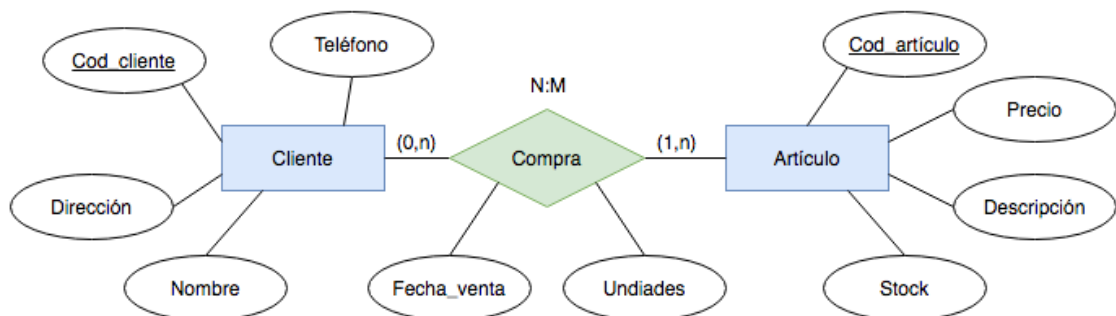 Teléfono
Cod_artículo
Cod_cliente
N:M
Precio
(0,n)
(1,n)
Cliente
Compra
Artículo
Dirección
Descripción
Nombre
Fecha_venta
Undiades
Stock